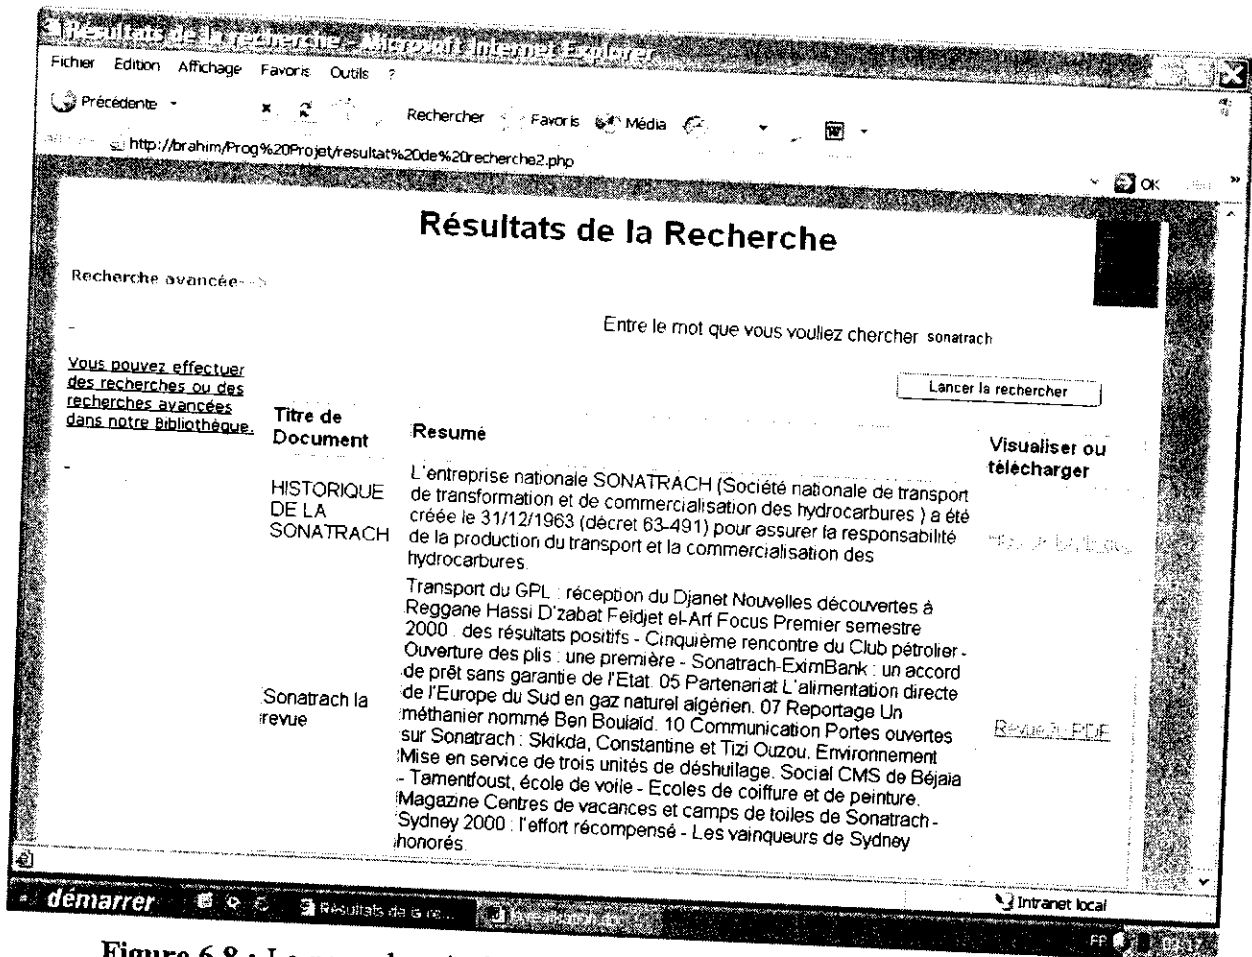 Résultats de la recherche - Microsoft Internet Explorer
Fichier Edition Affichage Favoris Outils ?
Précédente
Rechercher Favoris Média
http://brahim/Prog%20Projet/resultat%20de%20recherche2.php
OK
Résultats de la Recherche
Recherche avancée-->
Entre le mot que vous vouliez chercher sonatrach
Lancer la rechercher
Vous pouvez effectuer
des recherches ou des
recherches avancées
dans notre Bibliothèque.
Titre de
Document
Resumé
Visualiser ou
télécharger
HISTORIQUE
DE LA
SONATRACH
L'entreprise nationale SONATRACH (Société nationale de transport
de transformation et de commercialisation des hydrocarbures ) a été
créée le 31/12/1963 (décret 63-491) pour assurer la responsabilité
de la production du transport et la commercialisation des
hydrocarbures.
Sonatrach la
revue
Transport du GPL : réception du Djanet Nouvelles découvertes à
Reggane Hassi D'zabat Feidjet el-Arf Focus Premier semestre
2000 : des résultats positifs - Cinquième rencontre du Club pétrolier -
Ouverture des plis : une première - Sonatrach-EximBank : un accord
de prêt sans garantie de l'Etat. 05 Partenariat L'alimentation directe
de l'Europe du Sud en gaz naturel algérien. 07 Reportage Un
méthanier nommé Ben Boulaïd. 10 Communication Portes ouvertes
sur Sonatrach : Skikda, Constantine et Tizi Ouzou. Environnement
Mise en service de trois unités de déshuilage. Social CMS de Béjaia
- Tamentfoust, école de voile - Ecoles de coiffure et de peinture.
Magazine Centres de vacances et camps de toiles de Sonatrach -
Sydney 2000 : l'effort récompensé - Les vainqueurs de Sydney
honorés.
PDF
Intranet local
démarrer
Résultats de la re...
FR
Figure 6.8 :